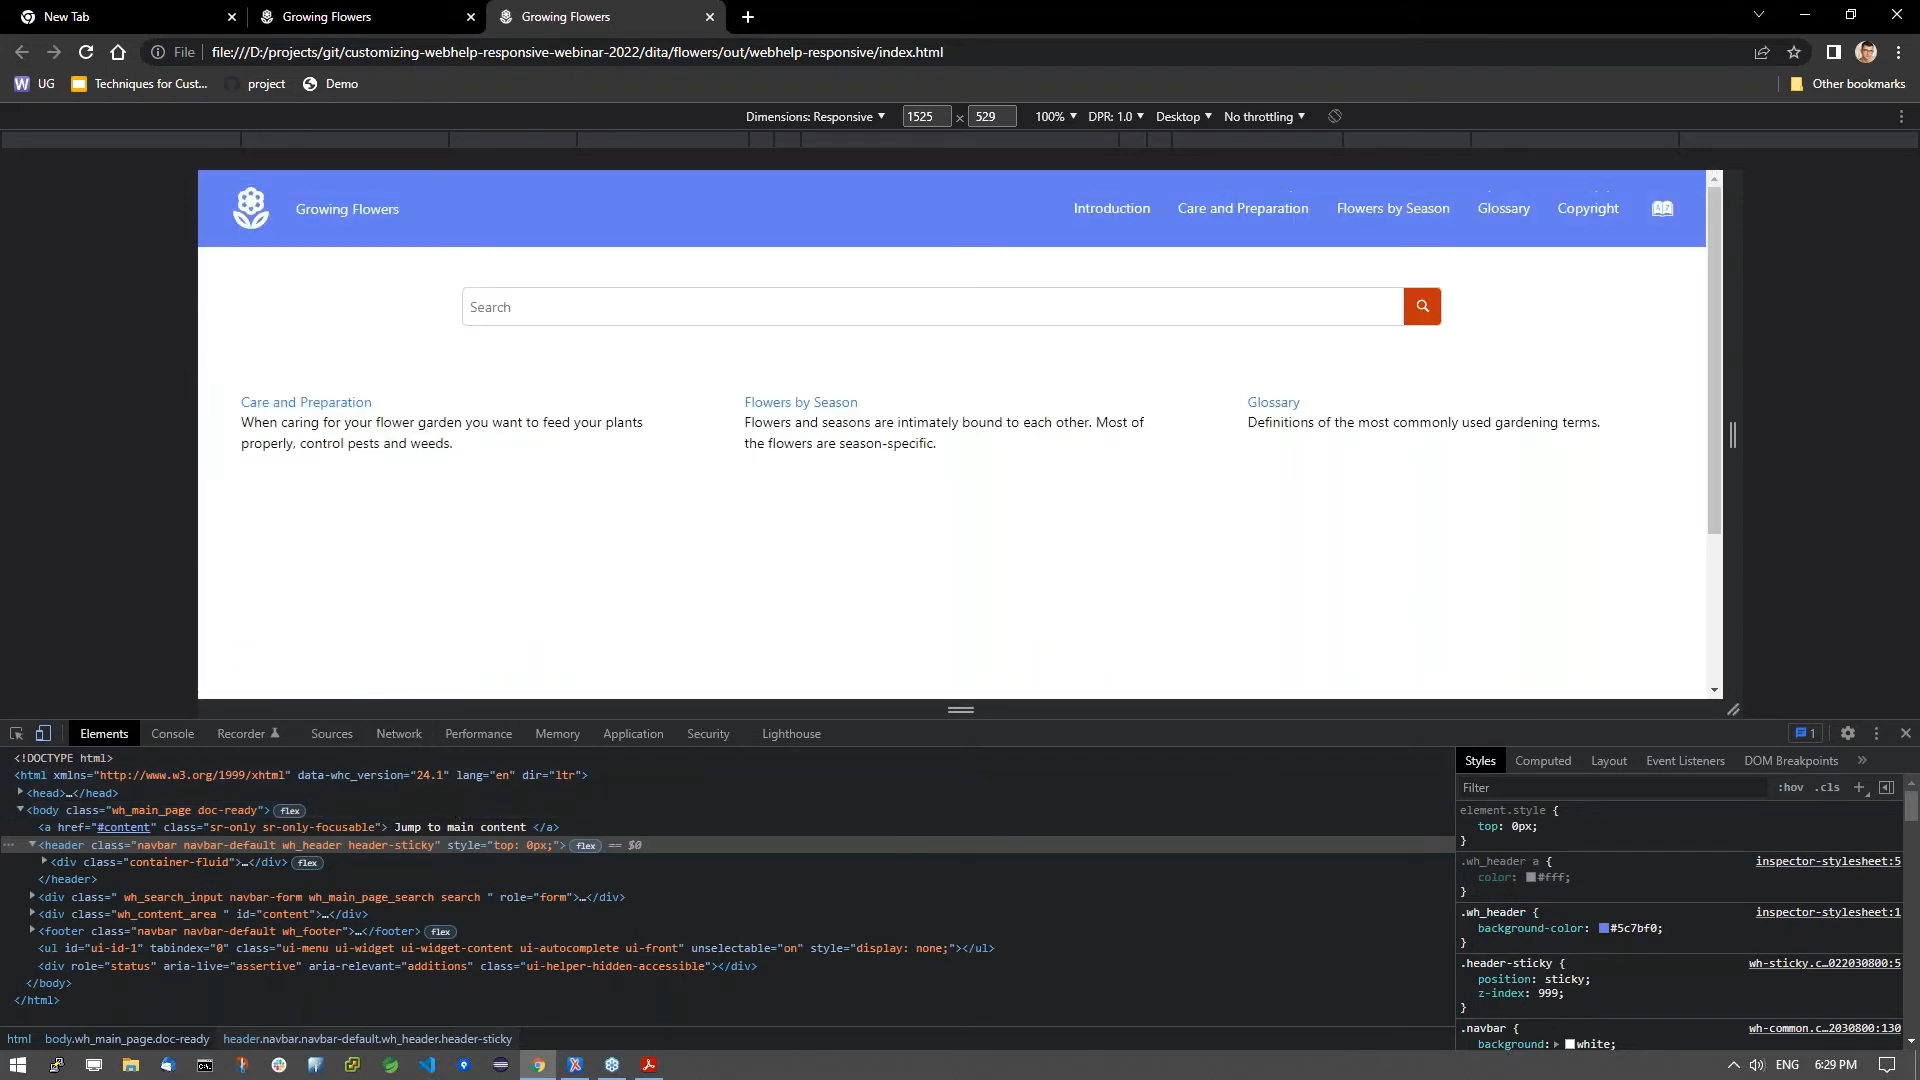 New Tab
Growing Flowers
Growing Flowers
File
file:///D:/projects/git/customizing-webhelp-responsive-webinar-2022/dita/flowers/out/webhelp-responsive/index.html
UG
Techniques for Cust...
project
Demo
Other bookmarks
Dimensions: Responsive
1525 × 529
100%
DPR: 1.0
Desktop
No throttling
Growing Flowers
Introduction
Care and Preparation
Flowers by Season
Glossary
Copyright
Search
Care and Preparation
When caring for your flower garden you want to feed your plants
properly, control pests and weeds.
Flowers by Season
Flowers and seasons are intimately bound to each other. Most of
the flowers are season-specific.
Glossary
Definitions of the most commonly used gardening terms.
Elements
Console
Recorder
Sources
Network
Performance
Memory
Application
Security
Lighthouse
1
<!DOCTYPE html>
<html xmlns="http://www.w3.org/1999/xhtml" data-whc_version="24.1" lang="en" dir="ltr">
<head>…</head>
<body class="wh_main_page doc-ready"> flex
<a href="#content" class="sr-only sr-only-focusable"> Jump to main content </a>
<header class="navbar navbar-default wh_header header-sticky" style="top: 0px;"> flex == $0
<div class="container-fluid">…</div> flex
</header>
<div class=" wh_search_input navbar-form wh_main_page_search search " role="form">…</div>
<div class="wh_content_area " id="content">…</div>
<footer class="navbar navbar-default wh_footer">…</footer> flex
<ul id="ui-id-1" tabindex="0" class="ui-menu ui-widget ui-widget-content ui-autocomplete ui-front" unselectable="on" style="display: none;"></ul>
<div role="status" aria-live="assertive" aria-relevant="additions" class="ui-helper-hidden-accessible"></div>
</body>
</html>
html
body.wh_main_page.doc-ready
header.navbar.navbar-default.wh_header.header-sticky
Styles
Computed
Layout
Event Listeners
DOM Breakpoints
Filter
:hov
.cls
element.style {
top: 0px;
}
.wh_header a {
inspector-stylesheet:5
color: #fff;
}
.wh_header {
inspector-stylesheet:1
background-color: #5c7bf0;
}
.header-sticky {
wh-sticky.c…022030800:5
position: sticky;
z-index: 999;
}
.navbar {
wh-common.c…2030800:130
background: white;
ENG
6:29 PM